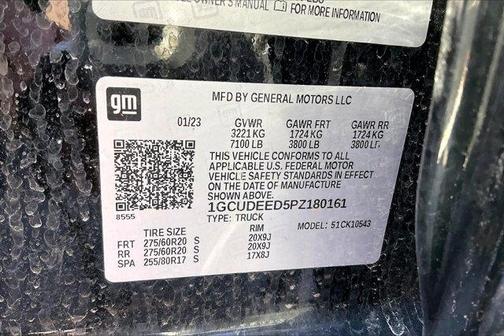 OWNER'S MANUAL FOR MORE INFORMATION
gm
MFD BY GENERAL MOTORS LLC
01/23 GVWR GAWR FRT GAWR RR
3221 KG 1724 KG 1724 KG
7100 LB 3800 LB 3800 LB
THIS VEHICLE CONFORMS TO ALL
APPLICABLE U.S. FEDERAL MOTOR
VEHICLE SAFETY STANDARDS IN EFFECT
ON THE DATE OF MANUFACTURE SHOWN ABOVE
1GCUDEED5PZ180161
8555
TYPE: TRUCK MODEL: 51CK10543
TIRE SIZE RIM
FRT 275/60R20 S 20X9J
RR 275/60R20 S 20X9J
SPA 255/80R17 S 17X8J